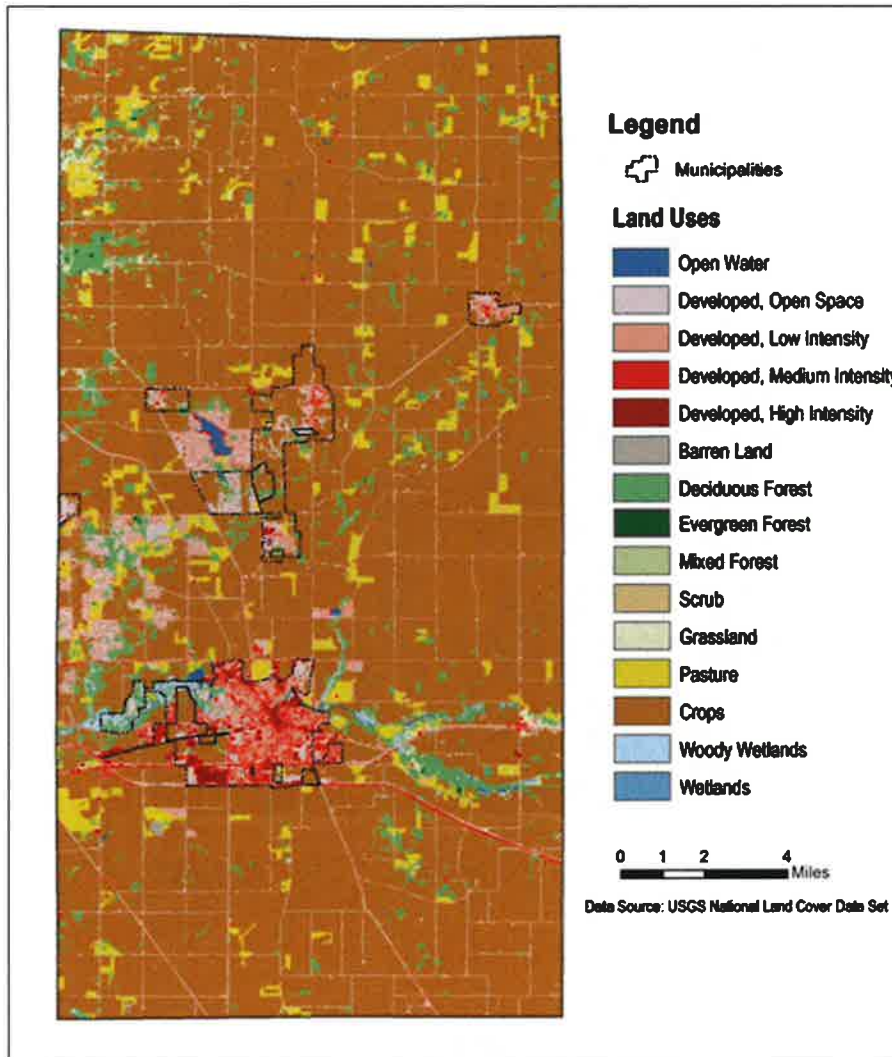 Legend
Municipalities
Land Uses
Open Water
Developed, Open Space
Developed, Low Intensity
Developed, Medium Intensity
Developed, High Intensity
Barren Land
Deciduous Forest
Evergreen Forest
Mixed Forest
Scrub
Grassland
Pasture
Crops
Woody Wetlands
Wetlands
0 1 2 4
Miles
Data Source: USGS National Land Cover Data Set